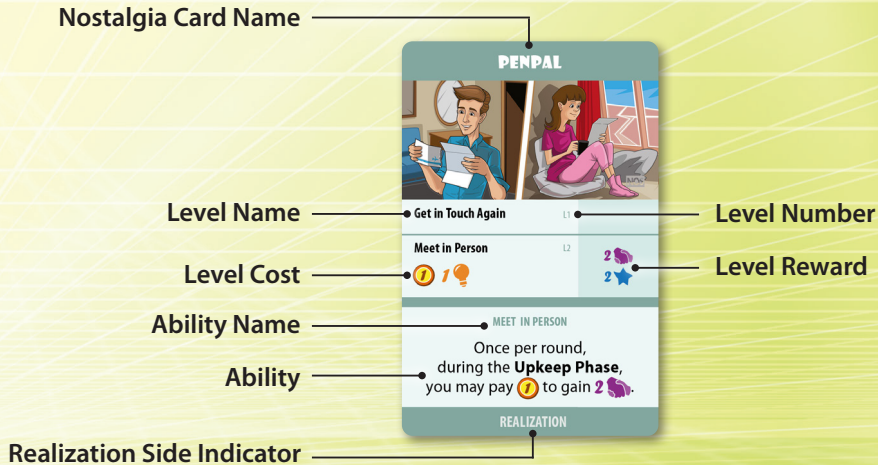 Nostalgia Card Name
PENPAL
Level Name
Get in Touch Again L1
Level Number
Meet in Person L2
2
Level Cost
1 1
2
Level Reward
Ability Name
MEET IN PERSON
Ability
Once per round,
during the Upkeep Phase,
you may pay 1 to gain 2 .
REALIZATION
Realization Side Indicator